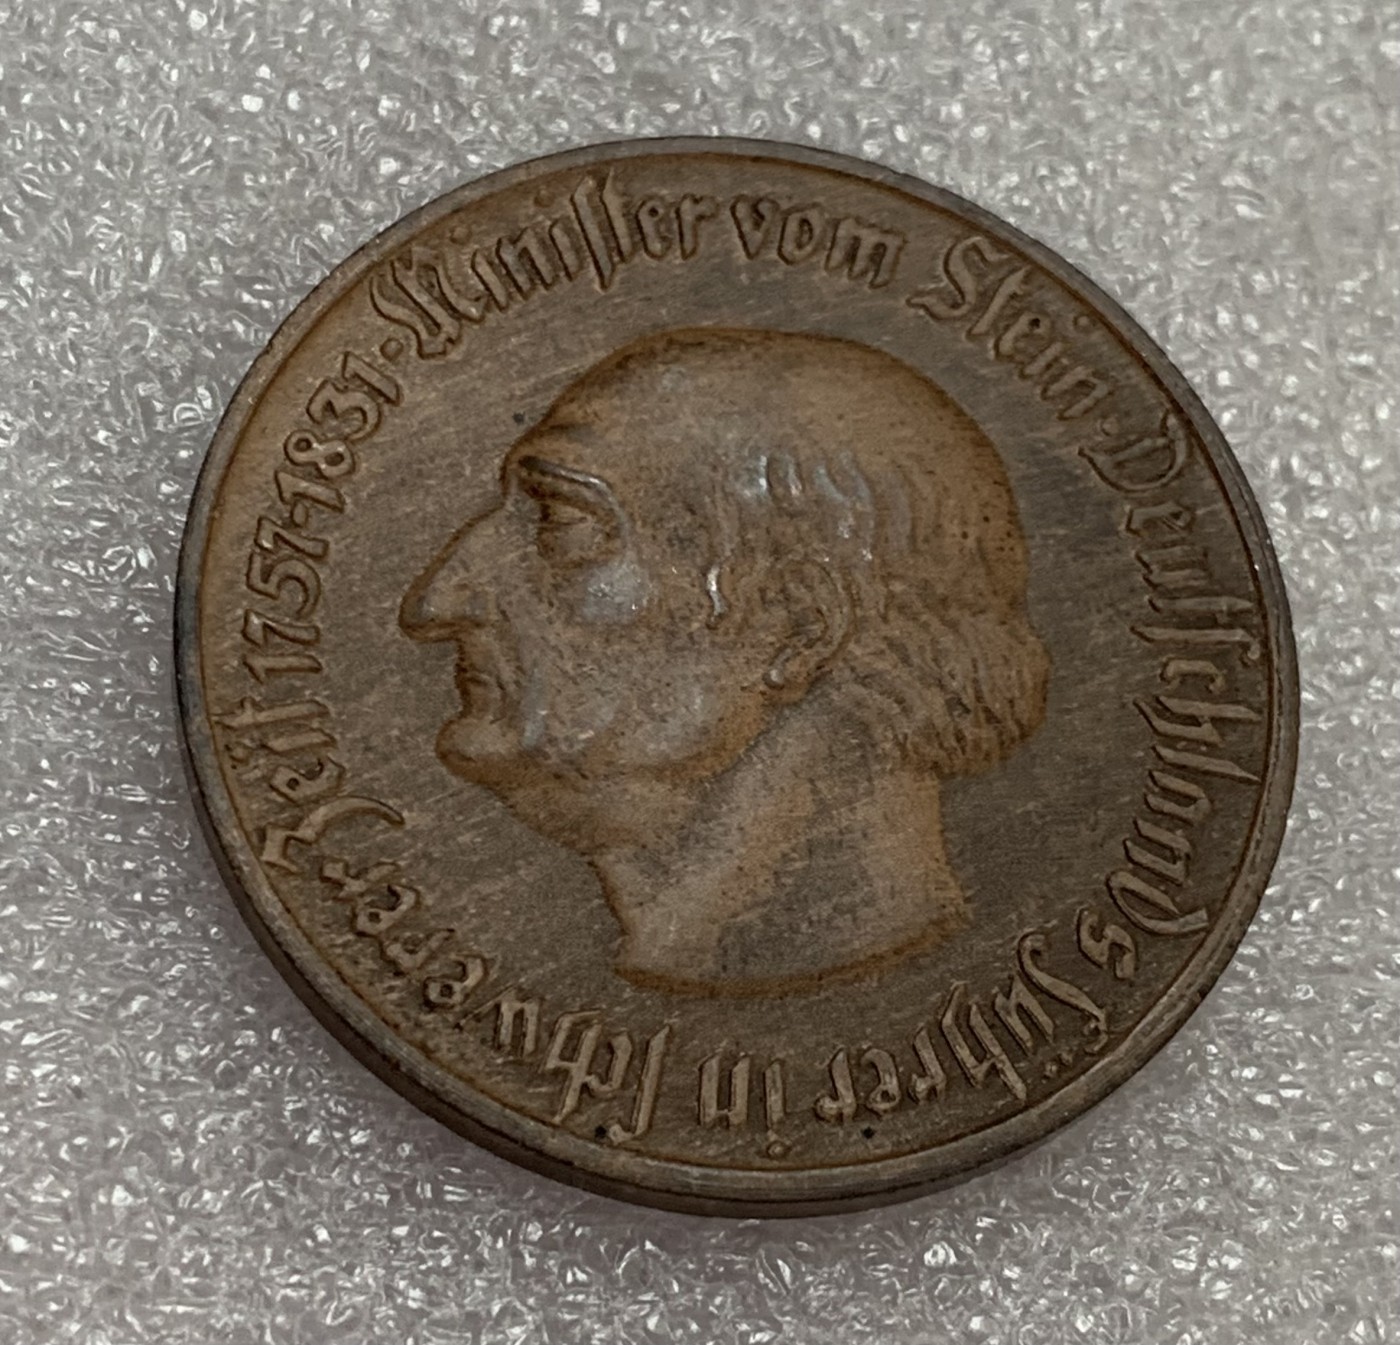 Minister vom Stein · Deutschlands Führer in schwerer Zeit 1757-1831 ·